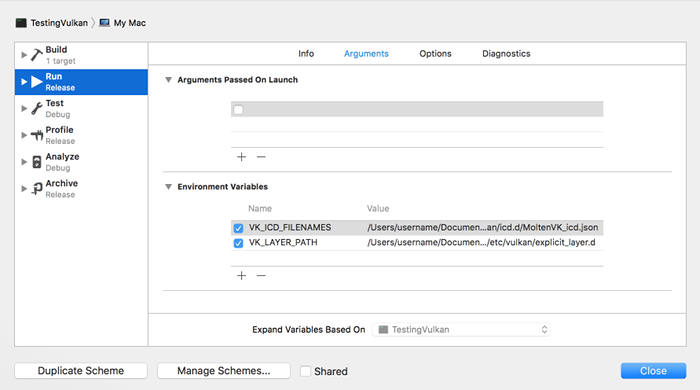 TestingVulkan My Mac
Build
1 target
Run
Release
Test
Debug
Profile
Release
Analyze
Debug
Archive
Release
Info Arguments Options Diagnostics
Arguments Passed On Launch
+ −
Environment Variables
Name Value
VK_ICD_FILENAMES /Users/username/Documen...an/icd.d/MoltenVK_icd.json
VK_LAYER_PATH /Users/username/Documen.../etc/vulkan/explicit_layer.d
+ −
Expand Variables Based On TestingVulkan
Duplicate Scheme Manage Schemes... Shared Close